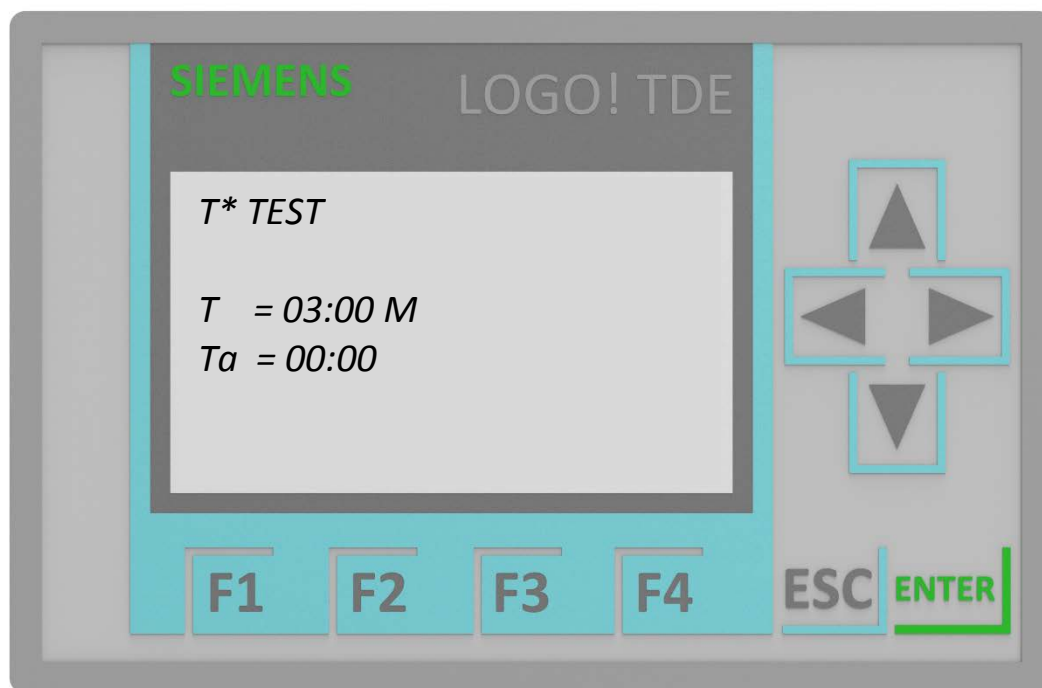 SIEMENS LOGO! TDE
T* TEST
T = 03:00 M
Ta = 00:00
F1 F2 F3 F4 ESC ENTER